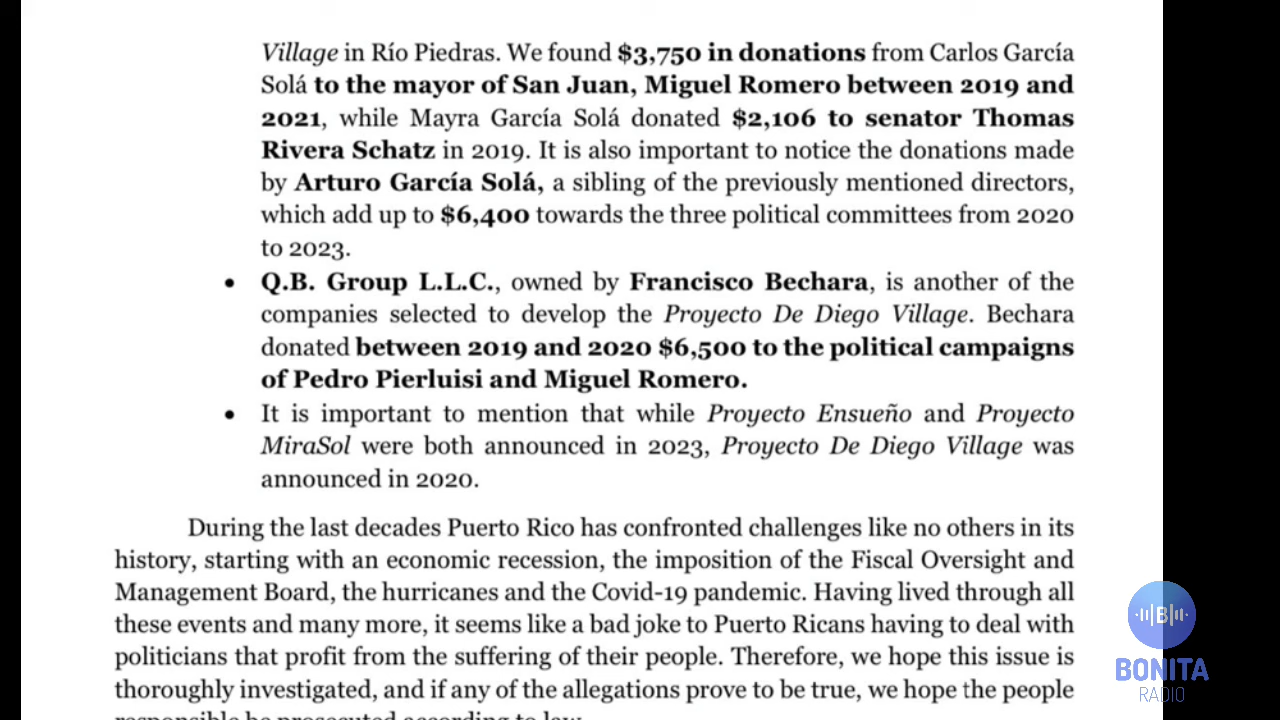 Village in Río Piedras. We found $3,750 in donations from Carlos García
Solá to the mayor of San Juan, Miguel Romero between 2019 and
2021, while Mayra García Solá donated $2,106 to senator Thomas
Rivera Schatz in 2019. It is also important to notice the donations made
by Arturo García Solá, a sibling of the previously mentioned directors,
which add up to $6,400 towards the three political committees from 2020
to 2023.
• Q.B. Group L.L.C., owned by Francisco Bechara, is another of the
companies selected to develop the Proyecto De Diego Village. Bechara
donated between 2019 and 2020 $6,500 to the political campaigns
of Pedro Pierluisi and Miguel Romero.
• It is important to mention that while Proyecto Ensueño and Proyecto
MiraSol were both announced in 2023, Proyecto De Diego Village was
announced in 2020.
During the last decades Puerto Rico has confronted challenges like no others in its
history, starting with an economic recession, the imposition of the Fiscal Oversight and
Management Board, the hurricanes and the Covid-19 pandemic. Having lived through all
these events and many more, it seems like a bad joke to Puerto Ricans having to deal with
politicians that profit from the suffering of their people. Therefore, we hope this issue is
thoroughly investigated, and if any of the allegations prove to be true, we hope the people
responsible be prosecuted according to law.
B
BONITA
RADIO